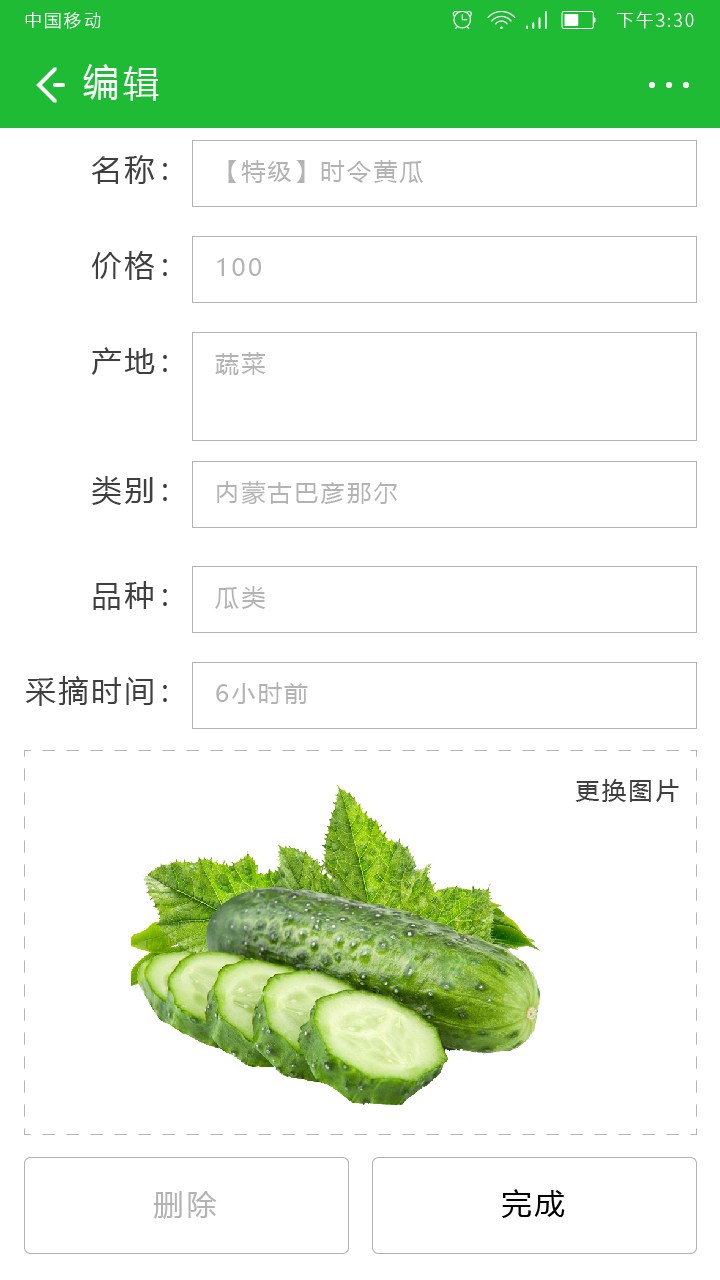 中国移动 下午3:30
编辑
名称： 【特级】时令黄瓜
价格： 100
产地： 蔬菜
类别： 内蒙古巴彦那尔
品种： 瓜类
采摘时间： 6小时前
更换图片
删除 完成